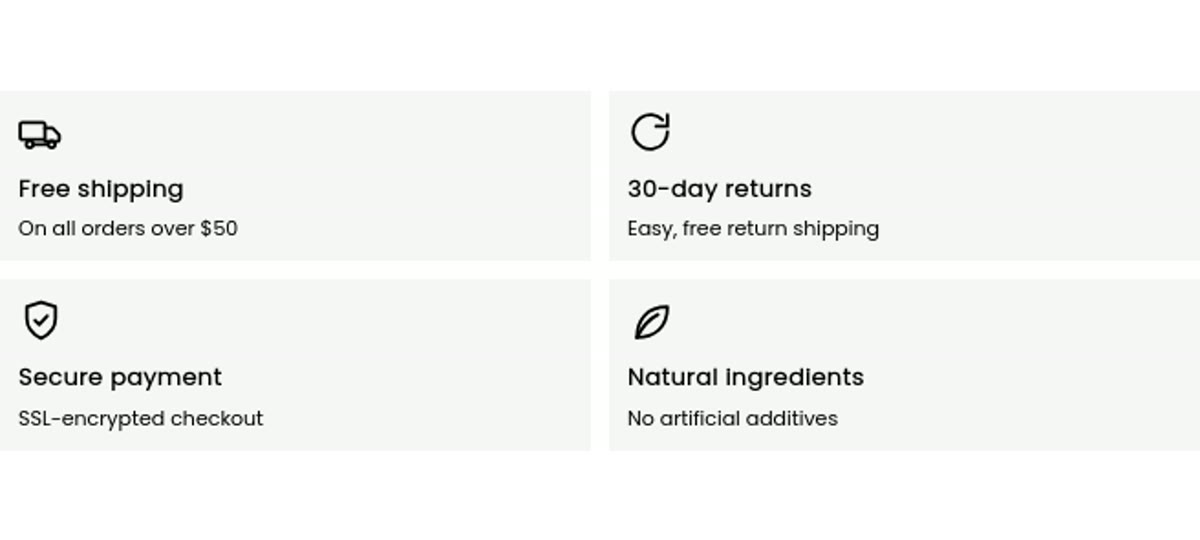 Free shipping
On all orders over $50
30-day returns
Easy, free return shipping
Secure payment
SSL-encrypted checkout
Natural ingredients
No artificial additives